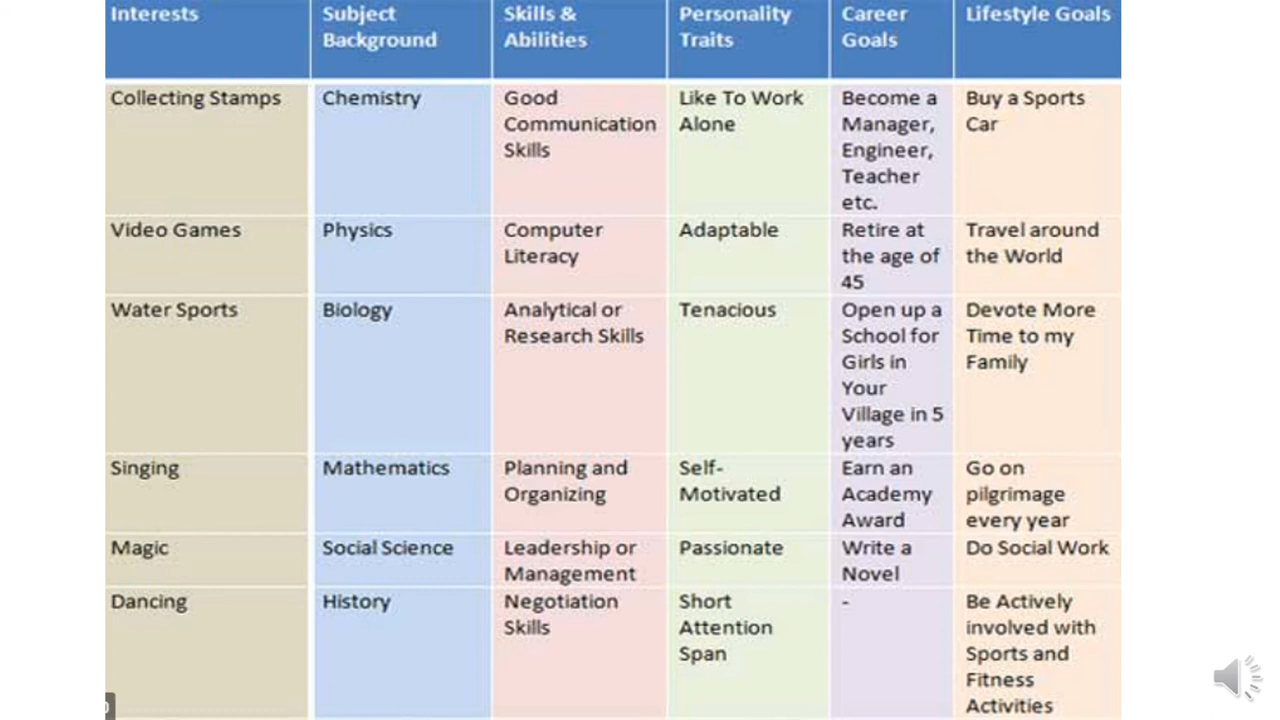 Interests
Subject
Background
Skills &
Abilities
Personality
Traits
Career
Goals
Lifestyle Goals
Collecting Stamps
Chemistry
Good
Communication
Skills
Like To Work
Alone
Become a
Manager,
Engineer,
Teacher
etc.
Buy a Sports
Car
Video Games
Physics
Computer
Literacy
Adaptable
Retire at
the age of
45
Travel around
the World
Water Sports
Biology
Analytical or
Research Skills
Tenacious
Open up a
School for
Girls in
Your
Village in 5
years
Devote More
Time to my
Family
Singing
Mathematics
Planning and
Organizing
Self-
Motivated
Earn an
Academy
Award
Go on
pilgrimage
every year
Magic
Social Science
Leadership or
Management
Passionate
Write a
Novel
Do Social Work
Dancing
History
Negotiation
Skills
Short
Attention
Span
-
Be Actively
involved with
Sports and
Fitness
Activities